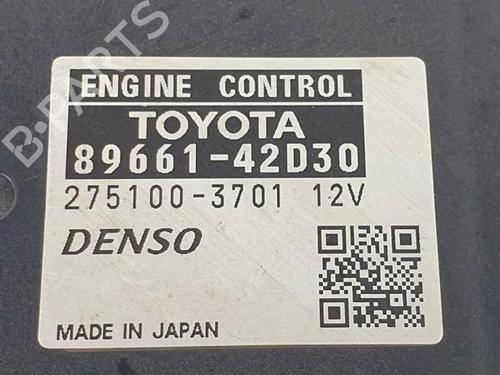 B-PARTS
ENGINE CONTROL
TOYOTA
89661-42D30
275100-3701 12V
DENSO
MADE IN JAPAN